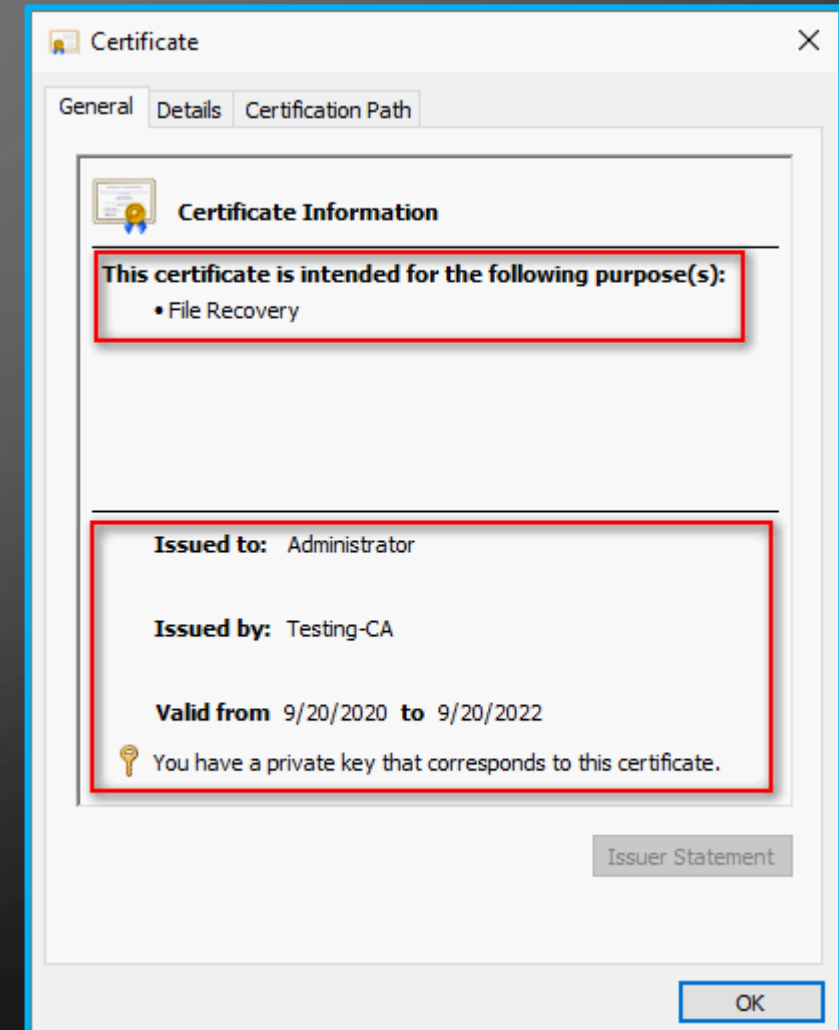 Certificate
General Details Certification Path
Certificate Information
This certificate is intended for the following purpose(s):
• File Recovery
Issued to: Administrator
Issued by: Testing-CA
Valid from 9/20/2020 to 9/20/2022
You have a private key that corresponds to this certificate.
Issuer Statement
OK